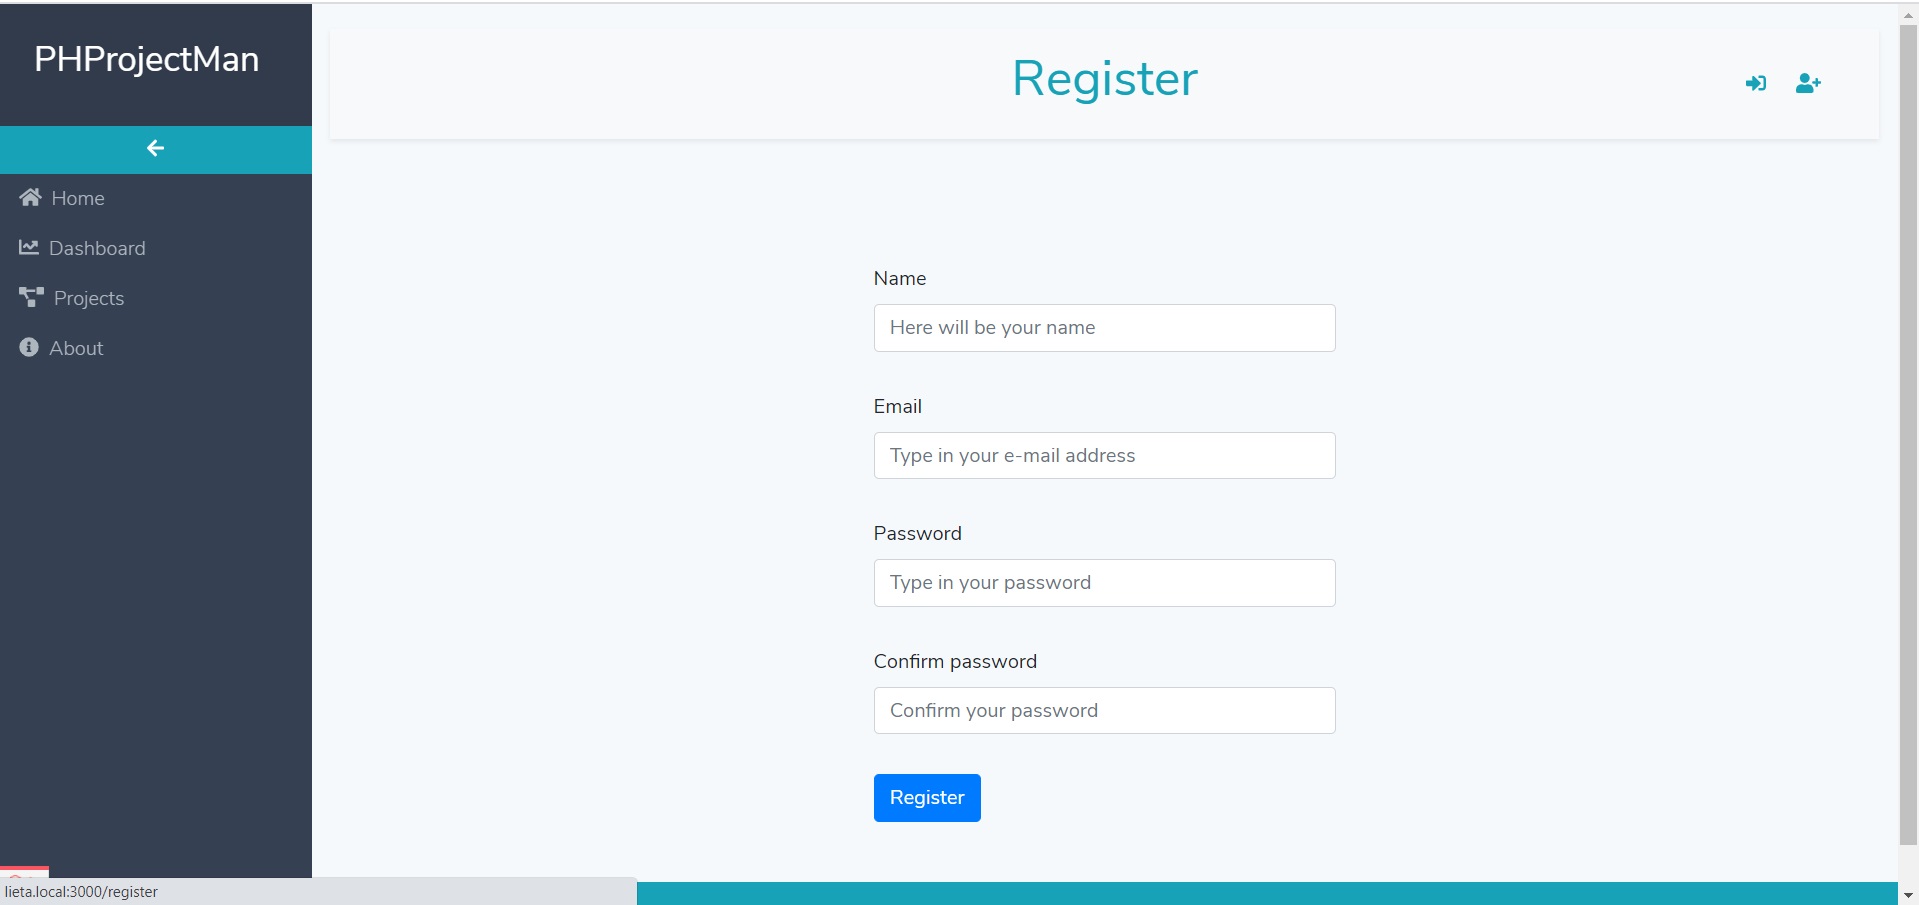 PHProjectMan
Home
Dashboard
Projects
About
Register
Name
Here will be your name
Email
Type in your e-mail address
Password
Type in your password
Confirm password
Confirm your password
Register
lieta.local:3000/register